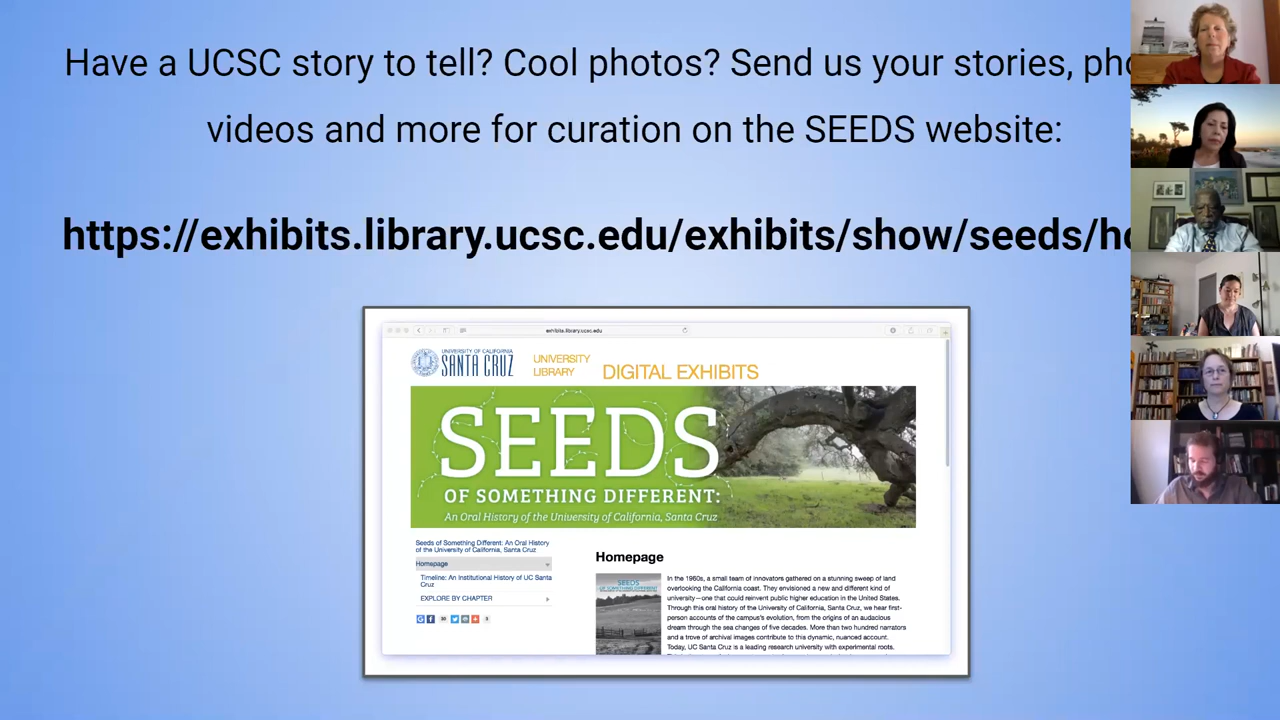 Have a UCSC story to tell? Cool photos? Send us your stories,
videos and more for curation on the SEEDS website:
https://exhibits.library.ucsc.edu/exhibits/show/seeds/
exhibits.library.ucsc.edu
UNIVERSITY OF CALIFORNIA
SANTA CRUZ
UNIVERSITY
LIBRARY
DIGITAL EXHIBITS
SEEDS
OF SOMETHING DIFFERENT:
An Oral History of the University of California, Santa Cruz
Seeds of Something Different: An Oral History
of the University of California, Santa Cruz
Homepage
Timeline: An Institutional History of UC Santa
Cruz
EXPLORE BY CHAPTER
30
3
Homepage
SEEDS
OF SOMETHING DIFFERENT
In the 1960s, a small team of innovators gathered on a stunning sweep of land
overlooking the California coast. They envisioned a new and different kind of
university—one that could reinvent public higher education in the United States.
Through this oral history of the University of California, Santa Cruz, we hear first-
person accounts of the campus's evolution, from the origins of an audacious
dream through the sea changes of five decades. More than two hundred narrators
and a trove of archival images contribute to this dynamic, nuanced account.
Today, UC Santa Cruz is a leading research university with experimental roots.